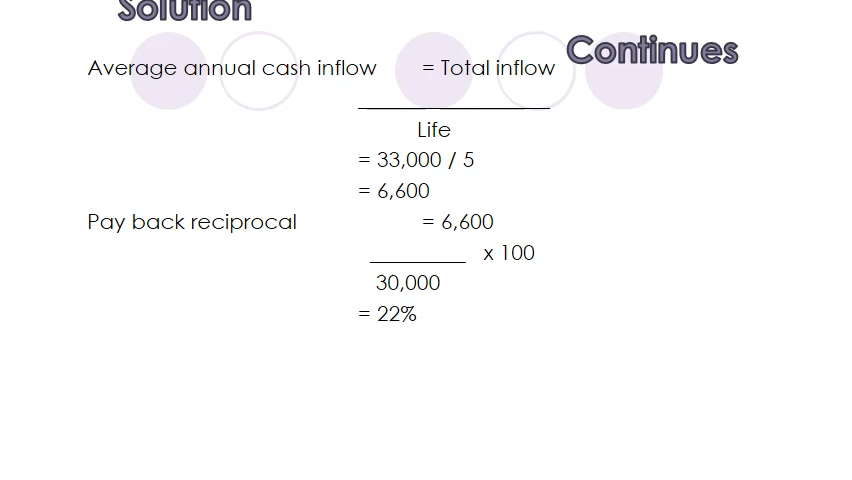 Solution
Continues
Average annual cash inflow = Total inflow
Life
= 33,000 / 5
= 6,600
Pay back reciprocal = 6,600
x 100
30,000
= 22%